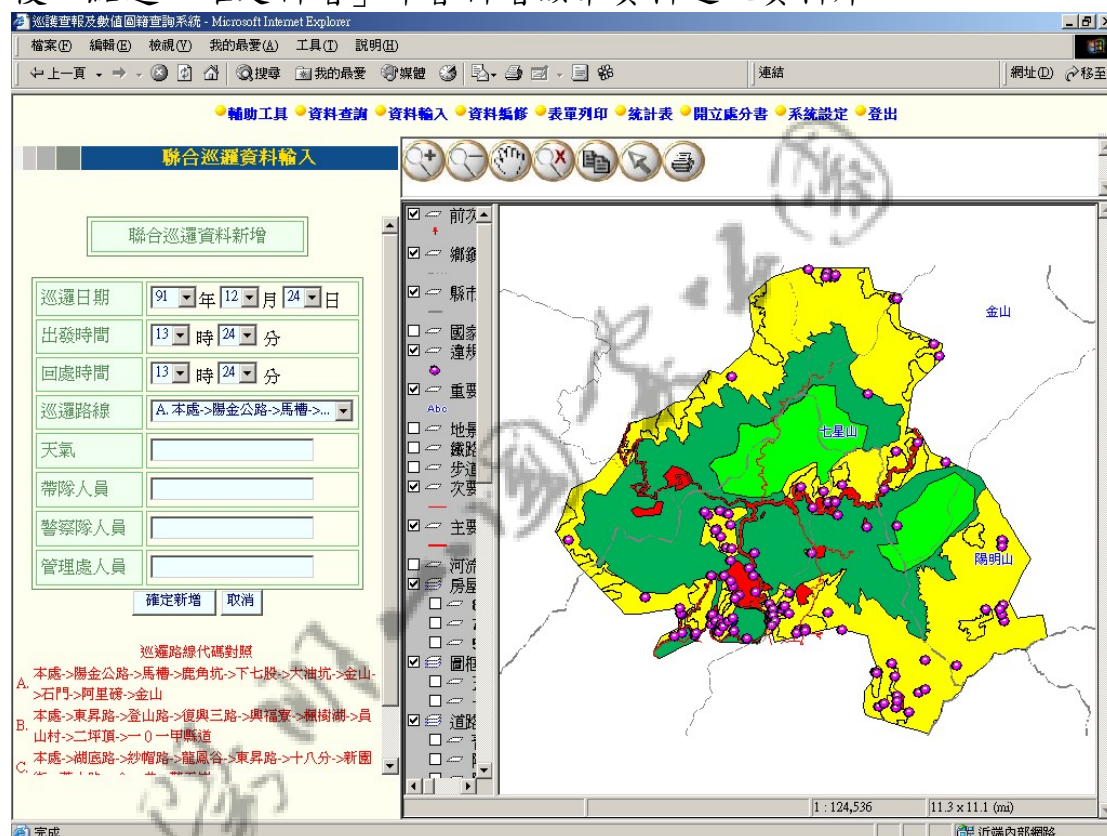 巡護查報及數值圖籍查詢系統 - Microsoft Internet Explorer
檔案(F) 編輯(E) 檢視(V) 我的最愛(A) 工具(T) 說明(H)
上一頁 搜尋 我的最愛 媒體 連結 網址(D) 移至
輔助工具 資料查詢 資料輸入 資料編修 表單列印 統計表 開立處分書 系統設定 登出
聯合巡邏資料輸入
聯合巡邏資料新增
巡邏日期 91 年 12 月 24 日
出發時間 13 時 24 分
回處時間 13 時 24 分
巡邏路線 A. 本處->陽金公路->馬槽->...
天氣
帶隊人員
警察隊人員
管理處人員
確定新增 取消
巡邏路線代碼對照
A. 本處->陽金公路->馬槽->鹿角坑->下七股->大油坑->金山-
>石門->阿里磅->金山
B. 本處->東昇路->登山路->復興三路->興福寮->楓樹湖->員
山村->二坪頂->一0一甲縣道
C. 本處->湖底路->紗帽路->龍鳳谷->東昇路->十八分->新園
前次
鄉鎮
縣市
國家
違規
重要
Abc
地景
鐵路
步道
次要
主要
河流
房屋
圖框
道路
金山
七星山
陽明山
1 : 124,536
11.3 x 11.1 (mi)
完成
近端內部網路